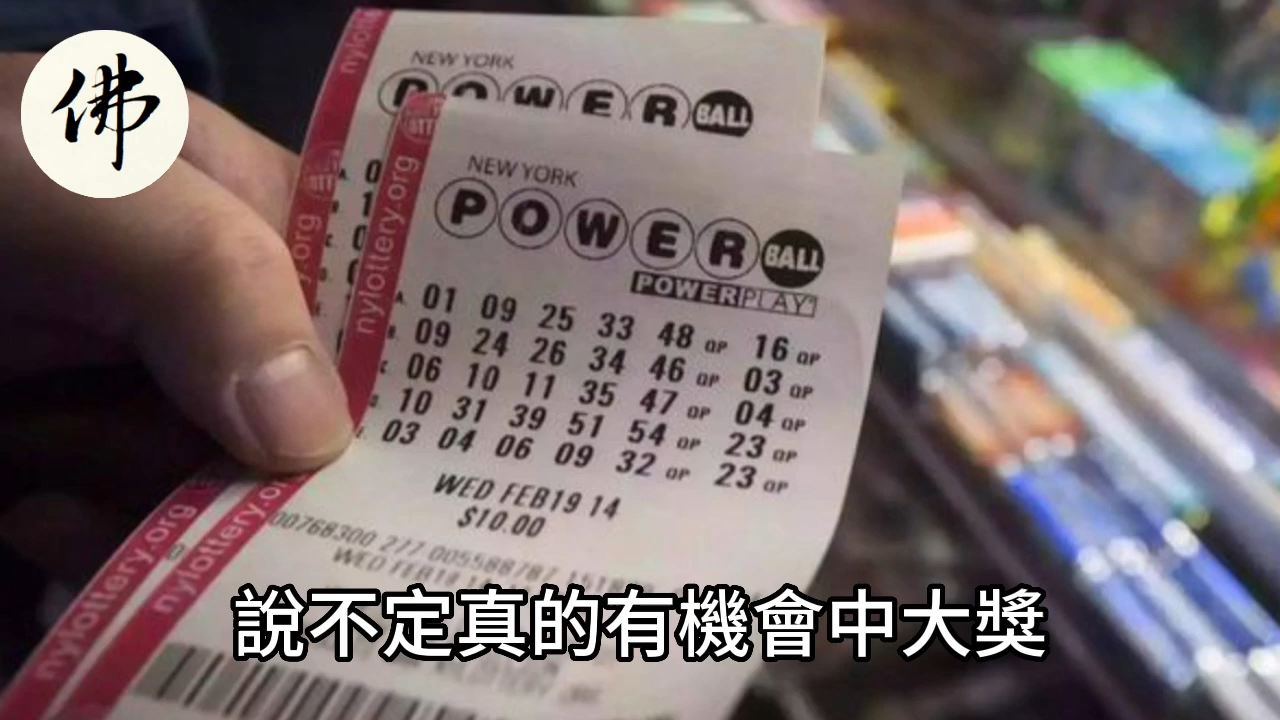 佛
NEW YORK
POWERBALL
NEW YORK
POWERBALL
POWERPLAY
nylottery.org
A. 01 09 25 33 48 QP 16 QP
B. 09 24 26 34 46 QP 03 QP
C. 06 10 11 35 47 QP 04 QP
D. 10 31 39 51 54 QP 23 QP
E. 03 04 06 09 32 QP 23 QP
WED FEB19 14
$10.00
nylottery.org
nylottery.org
說不定真的有機會中大獎